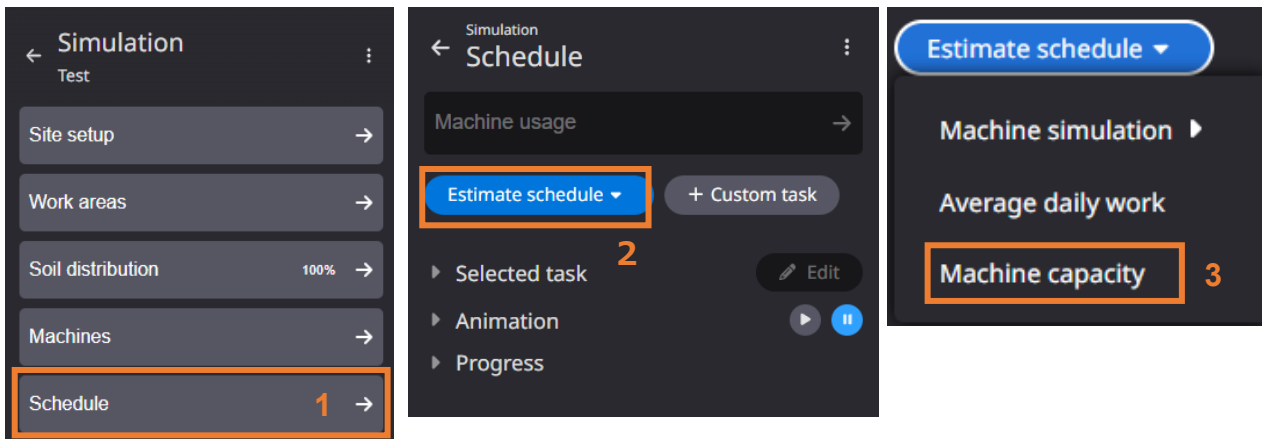 Simulation
Test
Site setup
Work areas
Soil distribution 100%
Machines
Schedule 1
Simulation
Schedule
Machine usage
Estimate schedule + Custom task
2
Selected task Edit
Animation
Progress
Estimate schedule
Machine simulation
Average daily work
Machine capacity 3